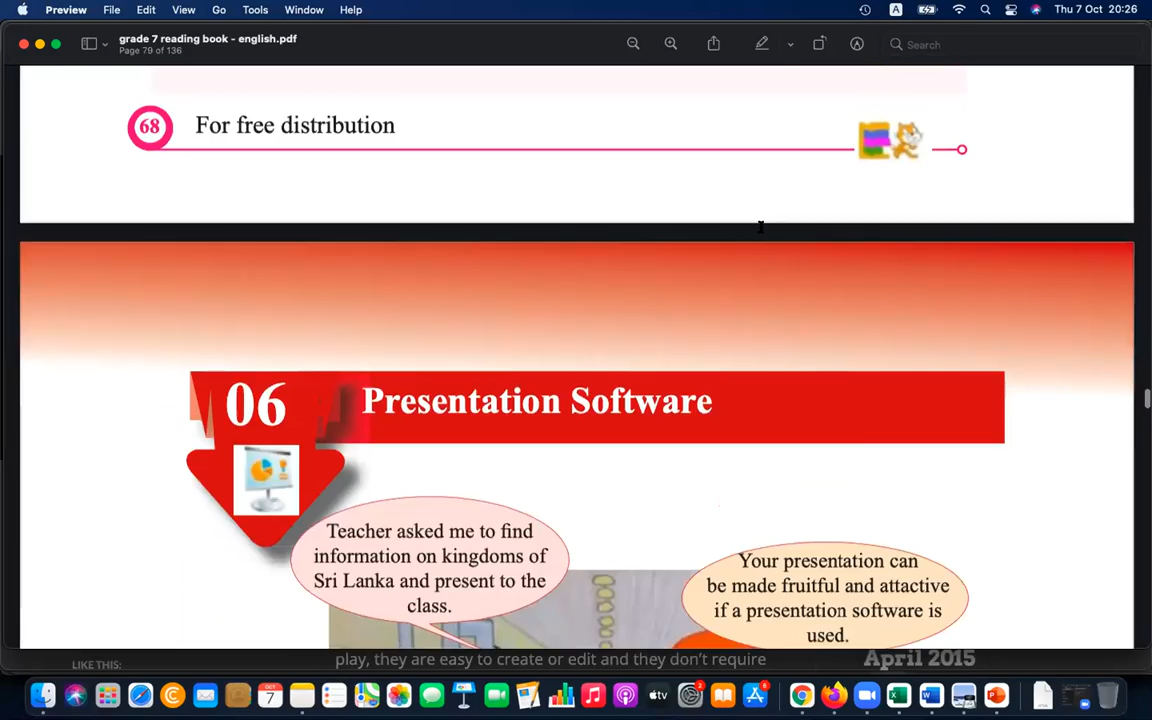 Preview File Edit View Go Tools Window Help A Thu 7 Oct 20:26
grade 7 reading book - english.pdf
Page 79 of 136
Search
68 For free distribution
06 Presentation Software
Teacher asked me to find
information on kingdoms of
Sri Lanka and present to the
class.
Your presentation can
be made fruitful and attactive
if a presentation software is
used.
LIKE THIS:
play, they are easy to create or edit and they don't require
April 2015
OCT
7
tv